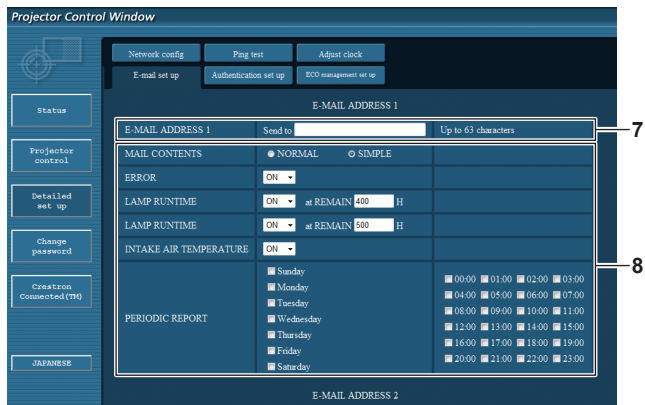 Projector Control Window
Network config Ping test Adjust clock
E-mail set up Authentication set up ECO management set up
Status
Projector control
Detailed set up
Change password
Crestron Connected(TM)
JAPANESE
E-MAIL ADDRESS 1
E-MAIL ADDRESS 1 Send to Up to 63 characters 7
MAIL CONTENTS NORMAL SIMPLE
ERROR ON
LAMP RUNTIME ON at REMAIN 400 H
LAMP RUNTIME ON at REMAIN 500 H
INTAKE AIR TEMPERATURE ON
8
PERIODIC REPORT
Sunday
Monday
Tuesday
Wednesday
Thursday
Friday
Saturday
00:00 01:00 02:00 03:00
04:00 05:00 06:00 07:00
08:00 09:00 10:00 11:00
12:00 13:00 14:00 15:00
16:00 17:00 18:00 19:00
20:00 21:00 22:00 23:00
E-MAIL ADDRESS 2